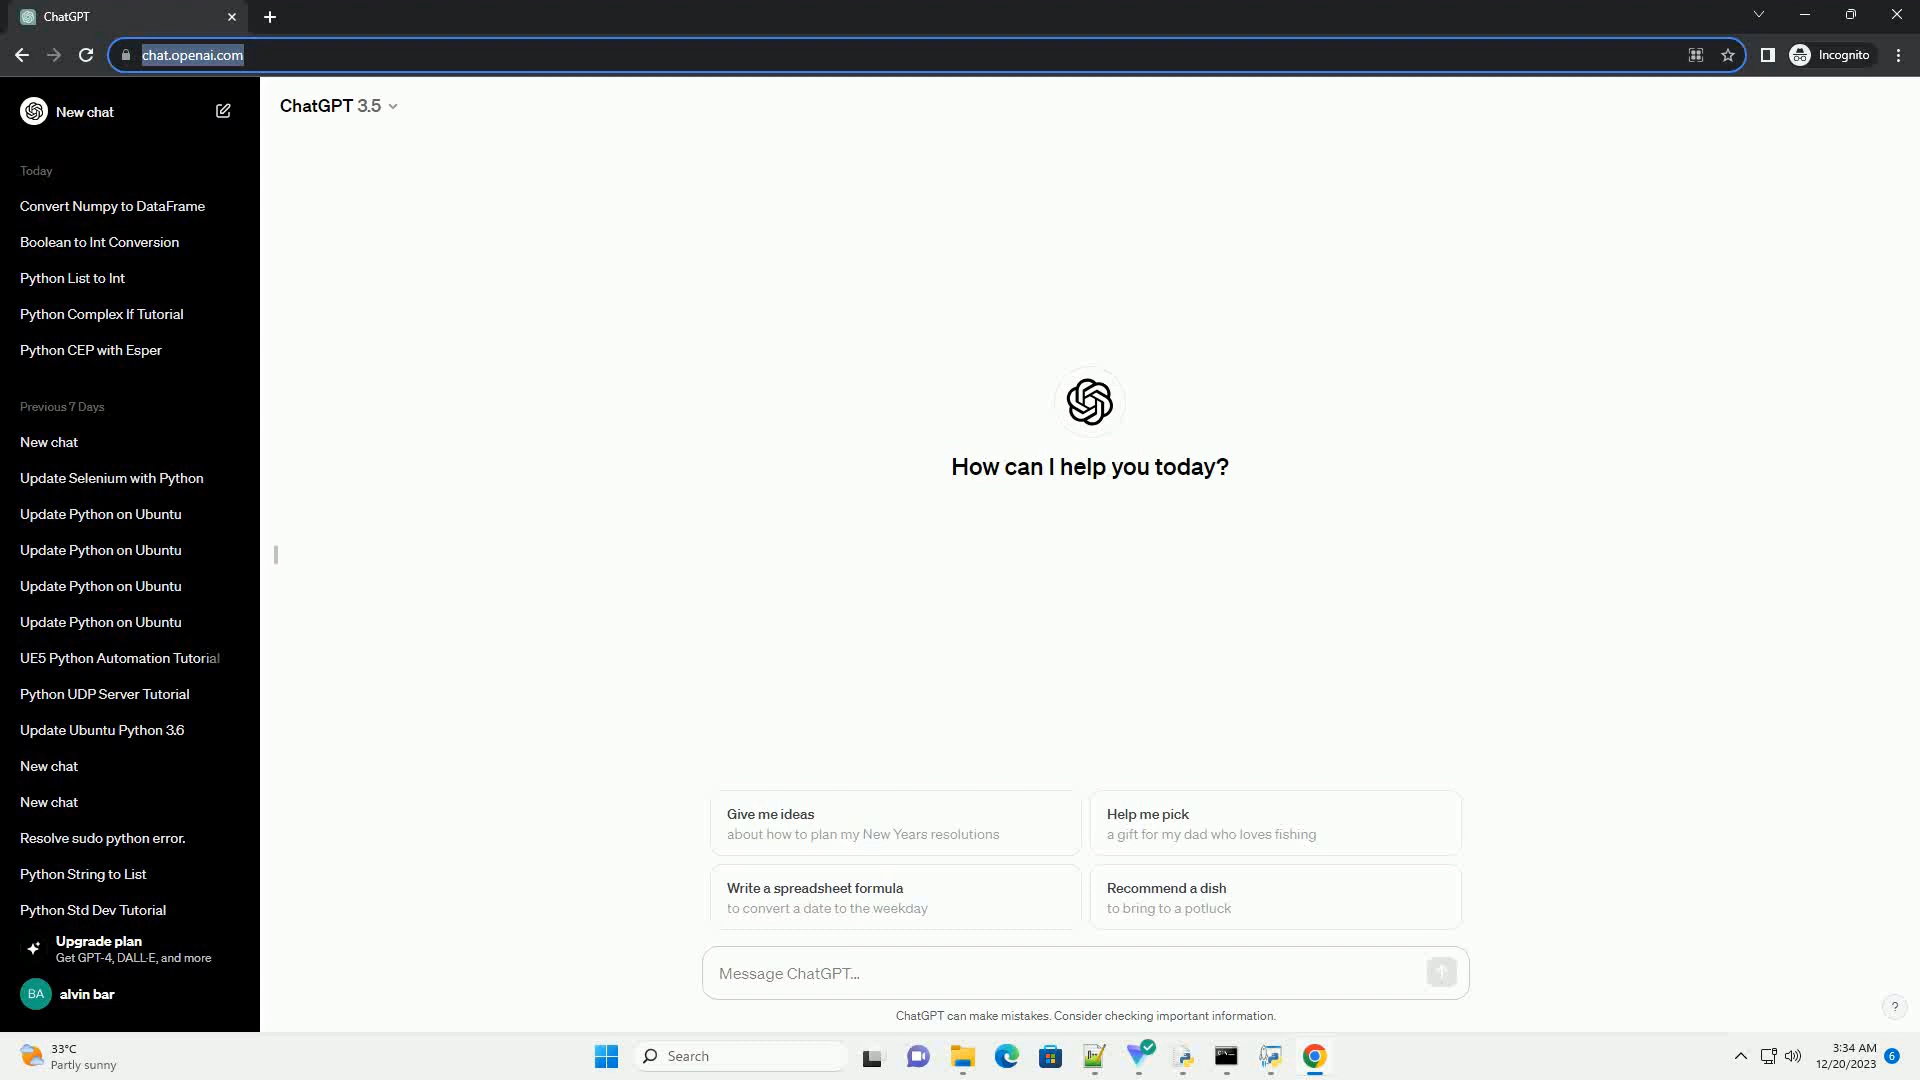 ChatGPT
chat.openai.com
Incognito
New chat
Today
Convert Numpy to DataFrame
Boolean to Int Conversion
Python List to Int
Python Complex If Tutorial
Python CEP with Esper
Previous 7 Days
New chat
Update Selenium with Python
Update Python on Ubuntu
Update Python on Ubuntu
Update Python on Ubuntu
Update Python on Ubuntu
UE5 Python Automation Tutorial
Python UDP Server Tutorial
Update Ubuntu Python 3.6
New chat
New chat
Resolve sudo python error.
Python String to List
Python Std Dev Tutorial
Upgrade plan
Get GPT-4, DALL·E, and more
BA
alvin bar
ChatGPT 3.5
How can I help you today?
Give me ideas
about how to plan my New Years resolutions
Help me pick
a gift for my dad who loves fishing
Write a spreadsheet formula
to convert a date to the weekday
Recommend a dish
to bring to a potluck
Message ChatGPT...
ChatGPT can make mistakes. Consider checking important information.
?
33°C
Partly sunny
Search
3:34 AM
12/20/2023
6